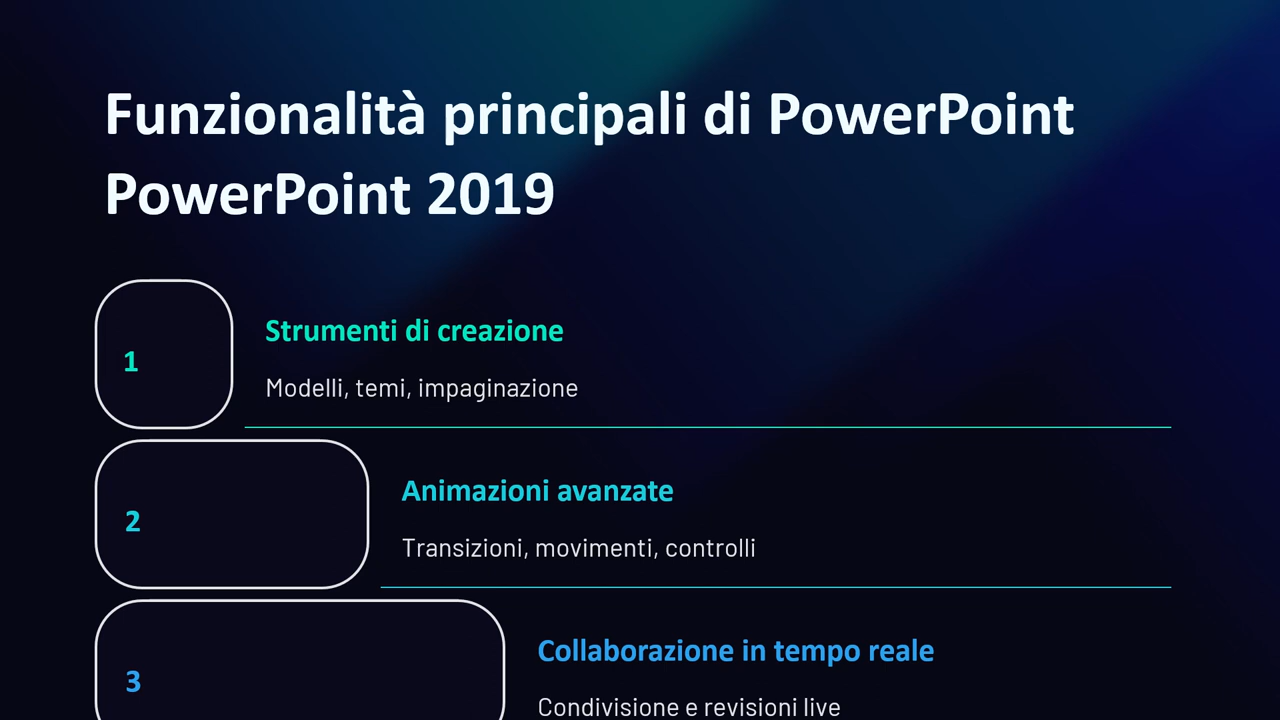 Funzionalità principali di PowerPoint
PowerPoint 2019
1
Strumenti di creazione
Modelli, temi, impaginazione
2
Animazioni avanzate
Transizioni, movimenti, controlli
3
Collaborazione in tempo reale
Condivisione e revisioni live